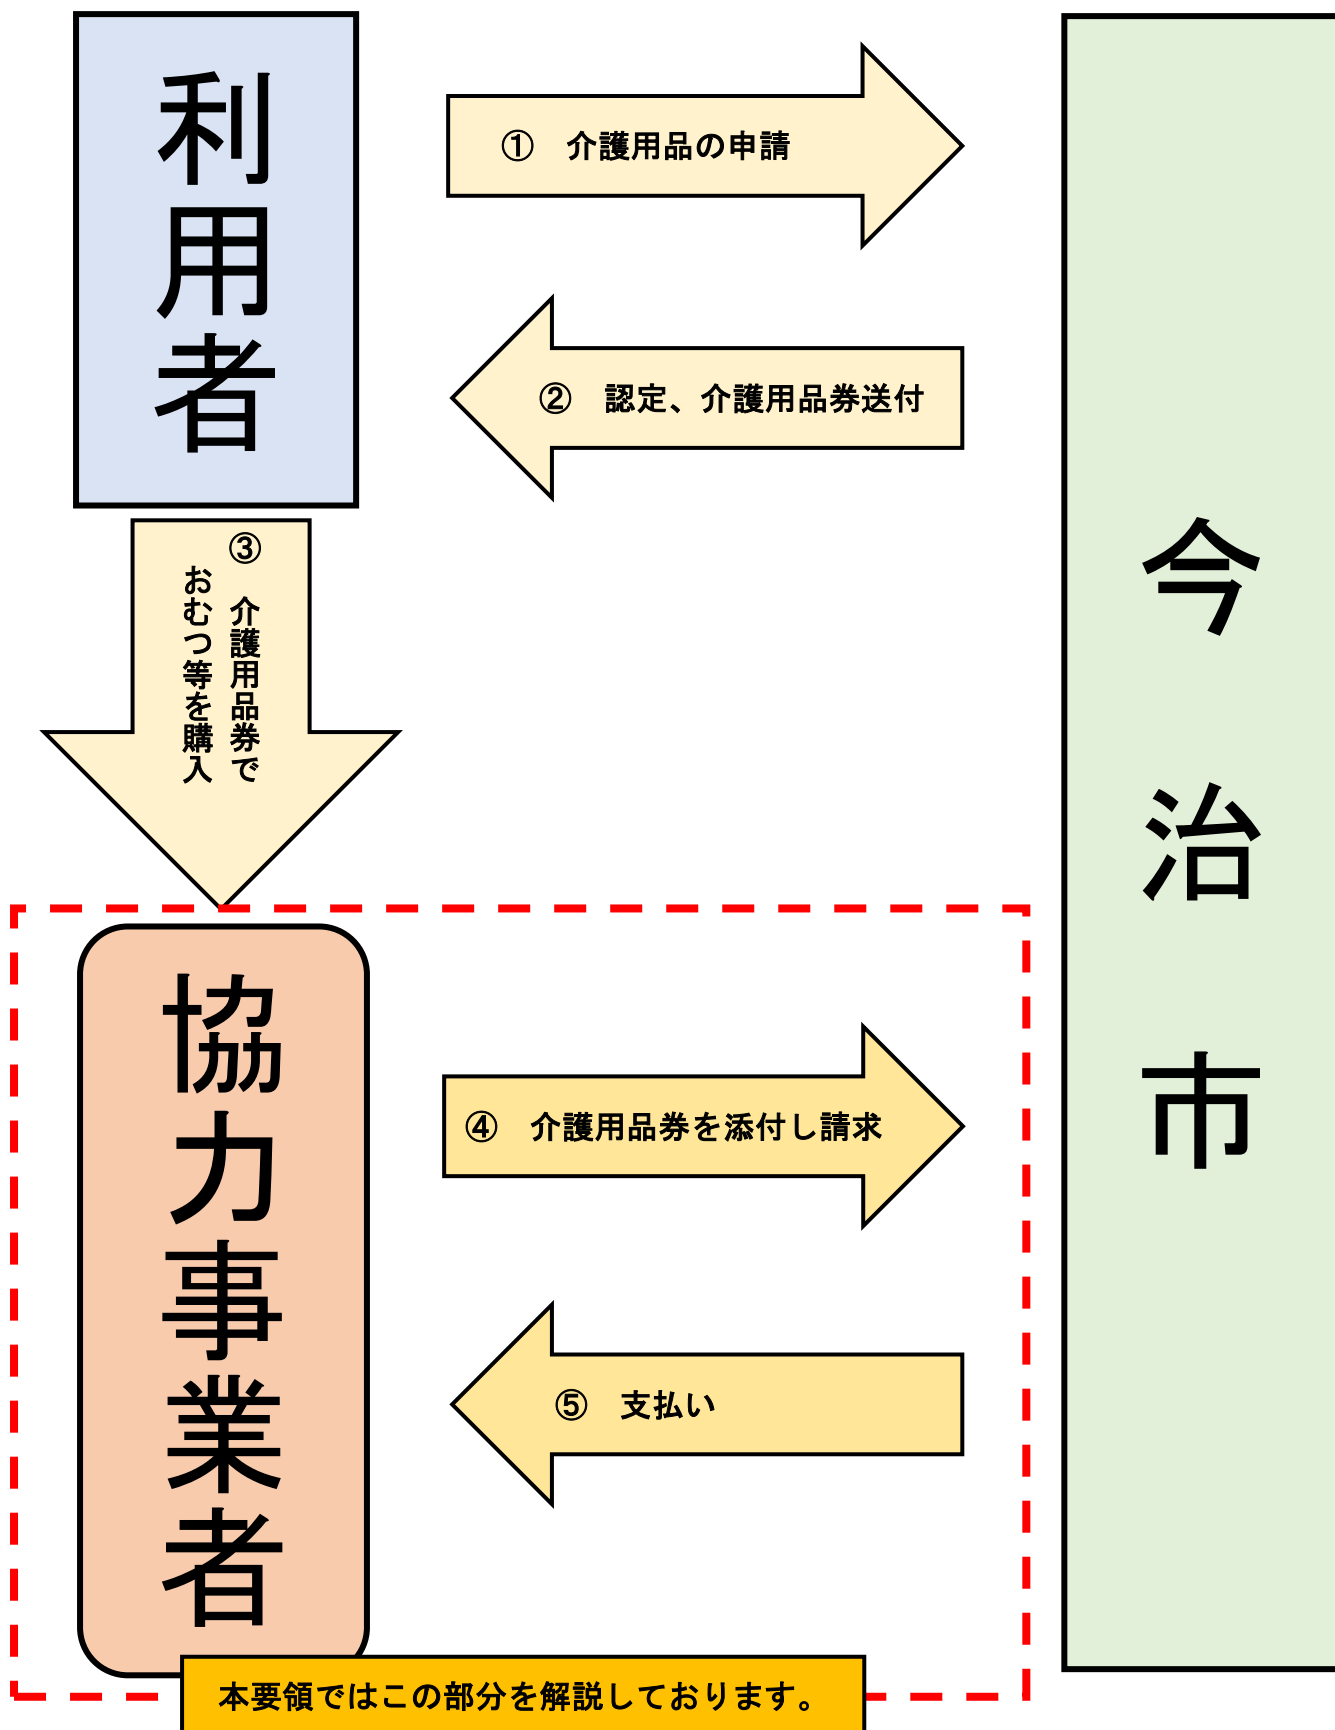 利用者
① 介護用品の申請
② 認定、介護用品券送付
③ 介護用品券で
おむつ等を購入
今治市
協力事業者
④ 介護用品券を添付し請求
⑤ 支払い
本要領ではこの部分を解説しております。